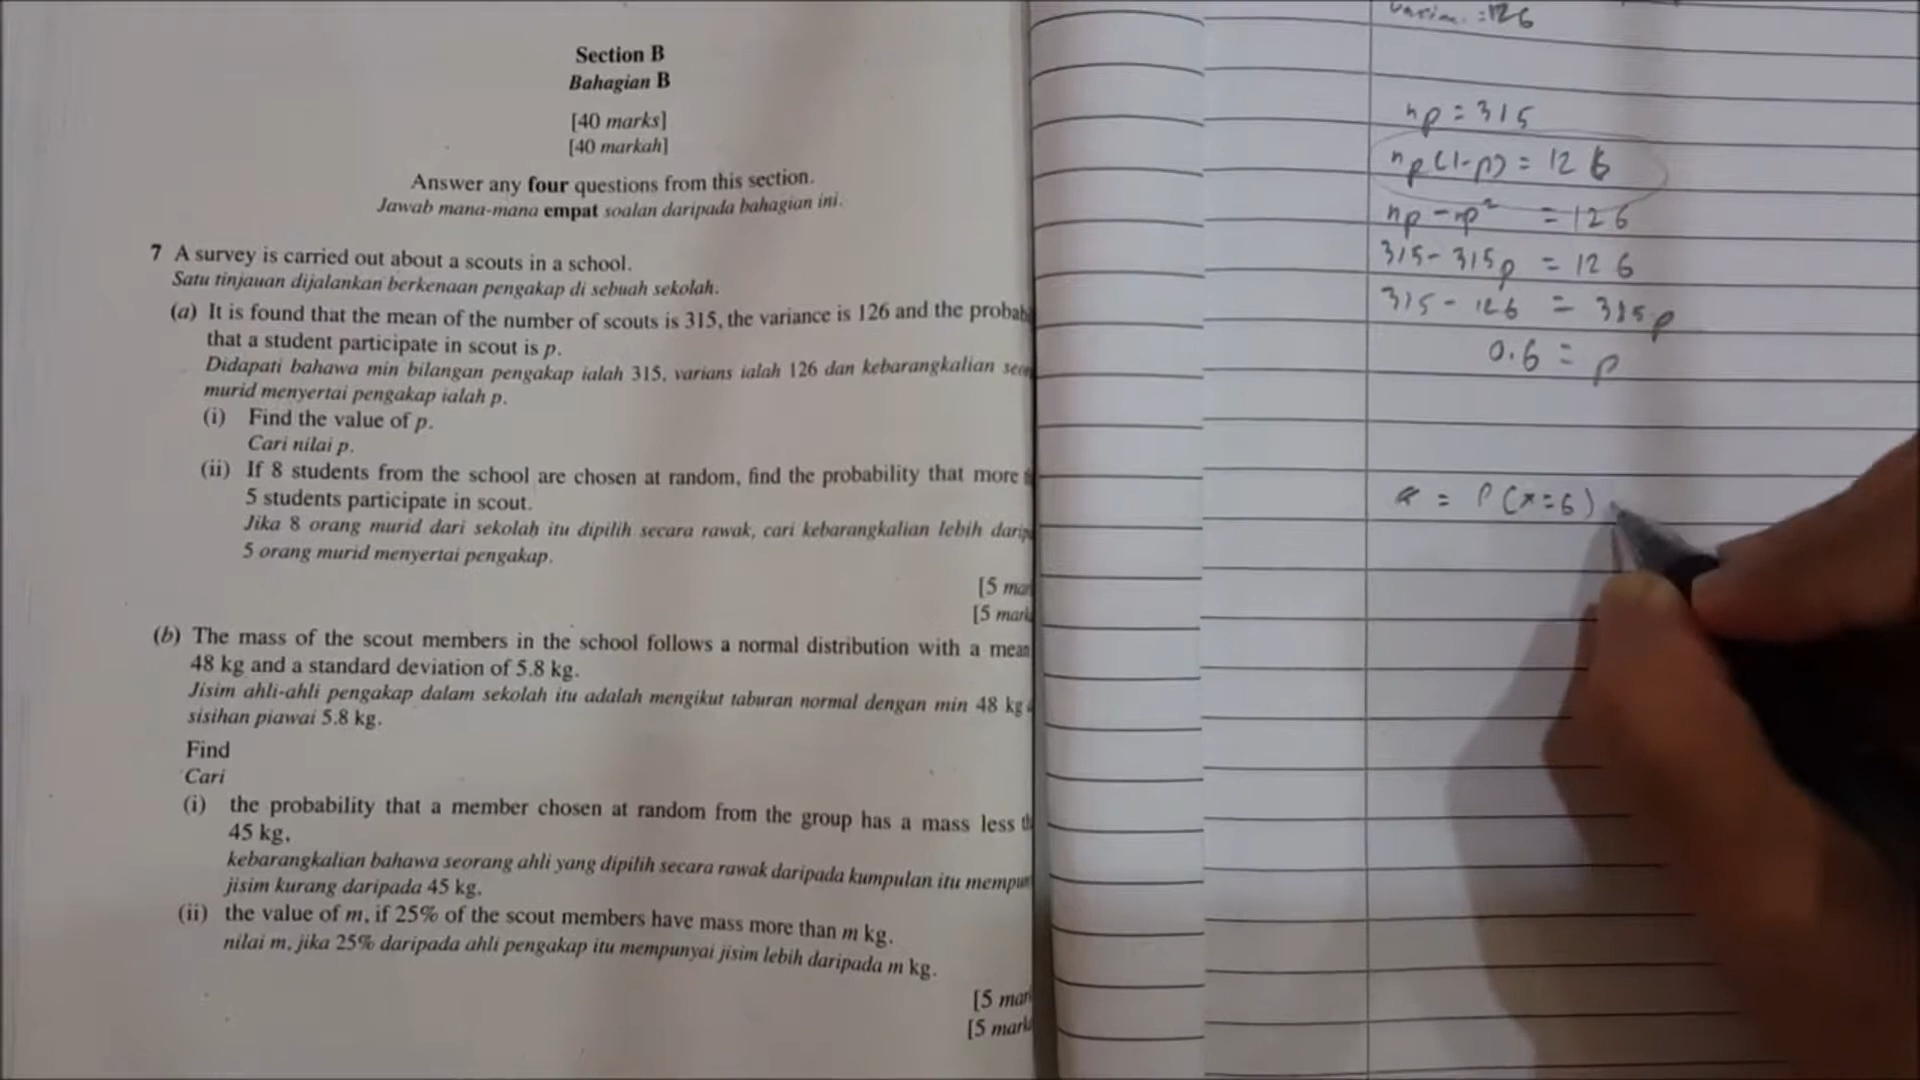 Section B
Bahagian B
[40 marks]
[40 markah]
Answer any four questions from this section.
Jawab mana-mana empat soalan daripada bahagian ini.
7 A survey is carried out about a scouts in a school.
Satu tinjauan dijalankan berkenaan pengakap di sebuah sekolah.
(a) It is found that the mean of the number of scouts is 315, the variance is 126 and the
that a student participate in scout is p.
Didapati bahawa min bilangan pengakap ialah 315, varians ialah 126 dan kebarangkalian
murid menyertai pengakap ialah p.
(i) Find the value of p.
Cari nilai p.
(ii) If 8 students from the school are chosen at random, find the probability that more
5 students participate in scout.
Jika 8 orang murid dari sekolah itu dipilih secara rawak, cari kebarangkalian lebih
5 orang murid menyertai pengakap.
[5
[5
(b) The mass of the scout members in the school follows a normal distribution with a mean
48 kg and a standard deviation of 5.8 kg.
Jisim ahli-ahli pengakap dalam sekolah itu adalah mengikut taburan normal dengan min 48 kg
sisihan piawai 5.8 kg.
Find
Cari
(i) the probability that a member chosen at random from the group has a mass less
45 kg,
kebarangkalian bahawa seorang ahli yang dipilih secara rawak daripada kumpulan itu
jisim kurang daripada 45 kg.
(ii) the value of m, if 25% of the scout members have mass more than m kg.
nilai m, jika 25% daripada ahli pengakap itu mempunyai jisim lebih daripada m kg.
[5
[5
= 126
np = 315
np(1-p) = 126
np - np² = 126
315 - 315p = 126
315 - 126 = 315p
0.6 = p
= P(x=6)